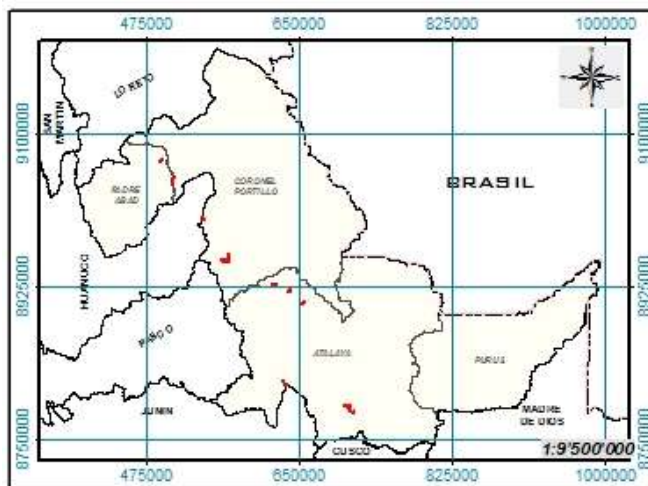 475000 650000 825000 1000000
LORETO
SAN
MARTIN
9100000 9100000
PADRE
ABAD
CORONEL
PORTILLO
BRASIL
HUANUCO
8925000 8925000
PASCO
ATALAYA
PURUS
JUNIN
MADRE
DE DIOS
CUSCO
1:9'500'000
8750000 8750000
475000 650000 825000 1000000